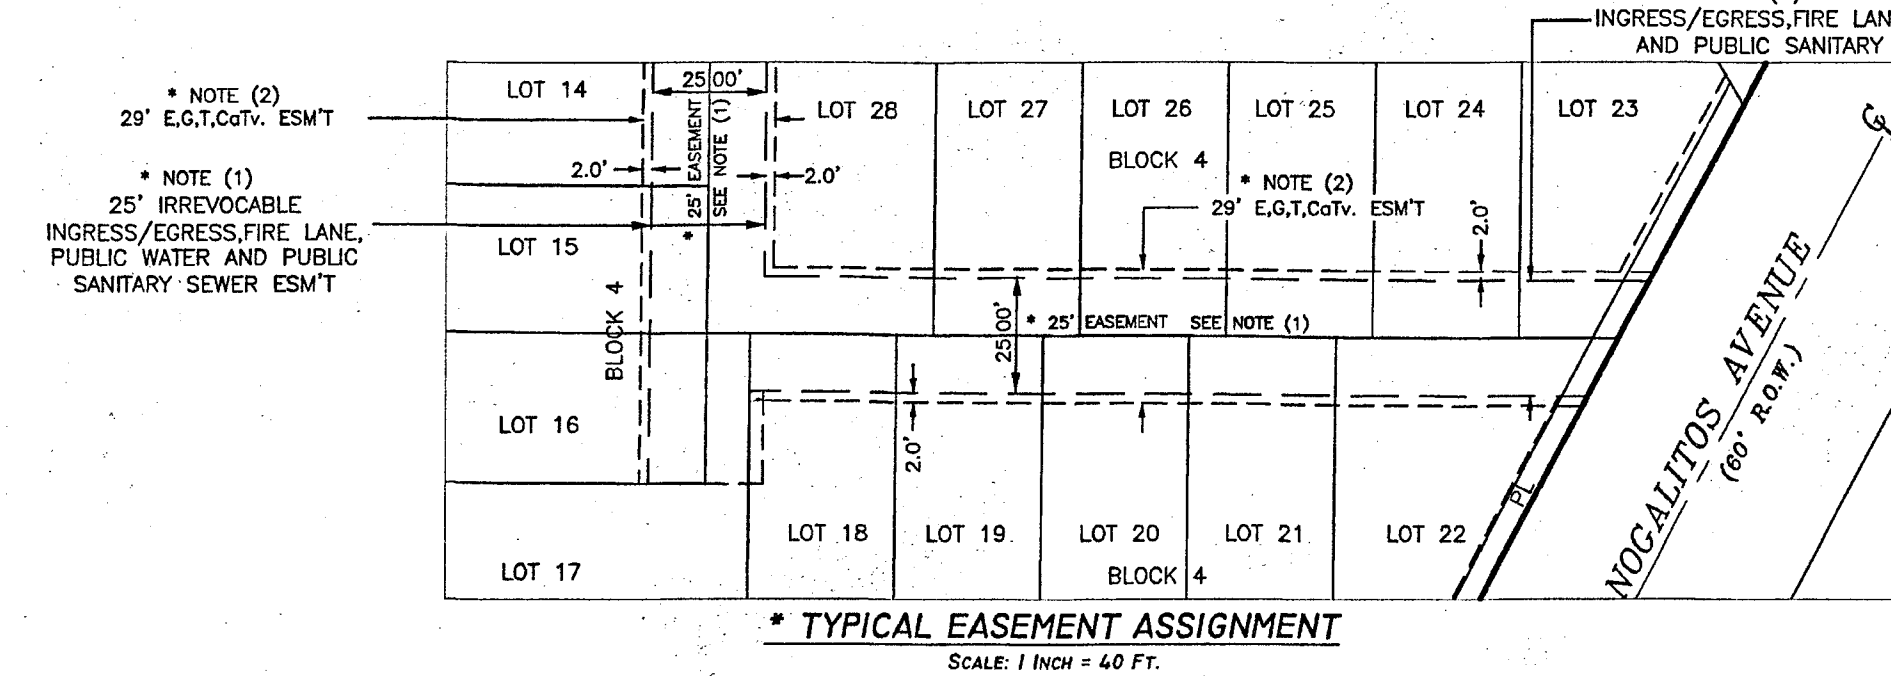 INGRESS/EGRESS,FIRE LAN
AND PUBLIC SANITARY
* NOTE (2)
29' E,G,T,CaTv. ESM'T
* NOTE (1)
25' IRREVOCABLE
INGRESS/EGRESS,FIRE LANE,
PUBLIC WATER AND PUBLIC
SANITARY SEWER ESM'T
LOT 14
25.00'
LOT 28
LOT 27
LOT 26
LOT 25
LOT 24
LOT 23
BLOCK 4
* 25' EASEMENT
SEE NOTE (1)
2.0'
2.0'
* NOTE (2)
29' E,G,T,CaTv. ESM'T
2.0'
LOT 15
BLOCK 4
25.00'
* 25' EASEMENT SEE NOTE (1)
LOT 16
2.0'
LOT 17
LOT 18
LOT 19
LOT 20
LOT 21
LOT 22
BLOCK 4
PL
NOGALITOS AVENUE
(60' R.O.W.)
* TYPICAL EASEMENT ASSIGNMENT
SCALE: 1 INCH = 40 FT.